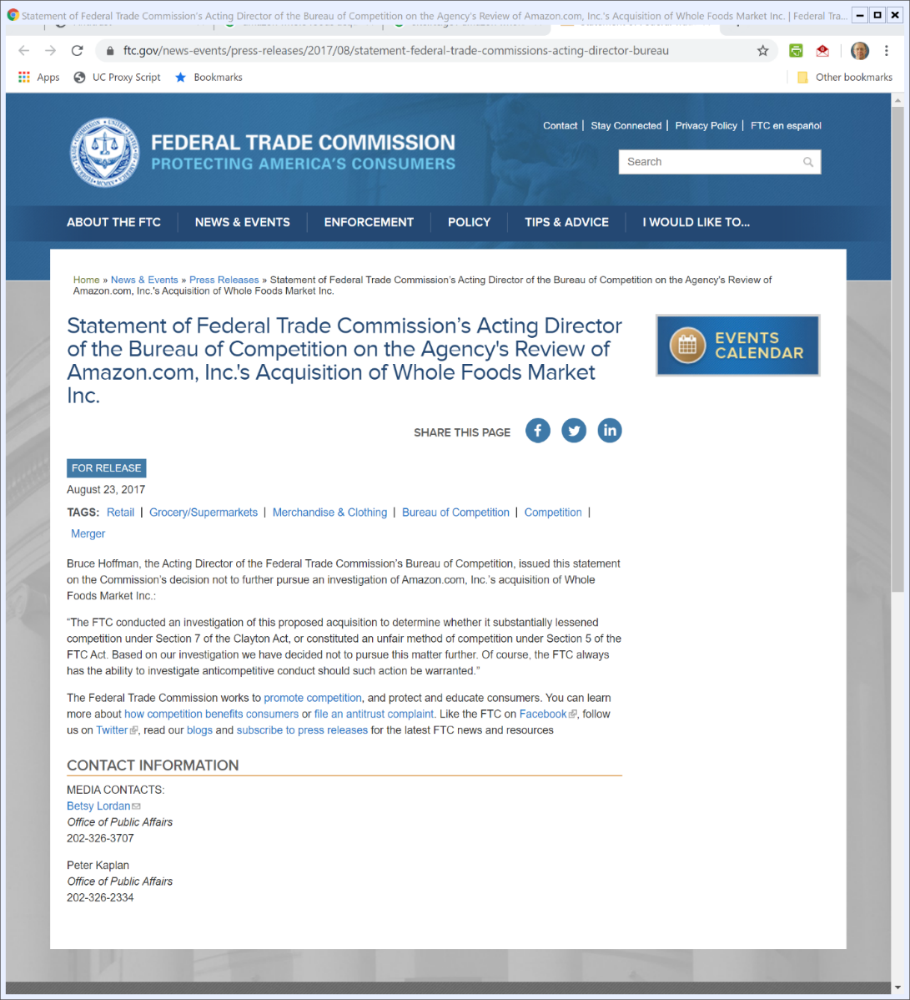 Statement of Federal Trade Commission's Acting Director of the Bureau of Competition on the Agency's Review of Amazon.com, Inc.'s Acquisition of Whole Foods Market Inc. | Federal Tra...
ftc.gov/news-events/press-releases/2017/08/statement-federal-trade-commissions-acting-director-bureau
Apps UC Proxy Script Bookmarks Other bookmarks
Contact | Stay Connected | Privacy Policy | FTC en español
FEDERAL TRADE COMMISSION
PROTECTING AMERICA'S CONSUMERS
Search
ABOUT THE FTC NEWS & EVENTS ENFORCEMENT POLICY TIPS & ADVICE I WOULD LIKE TO...
Home » News & Events » Press Releases » Statement of Federal Trade Commission's Acting Director of the Bureau of Competition on the Agency's Review of
Amazon.com, Inc.'s Acquisition of Whole Foods Market Inc.
Statement of Federal Trade Commission's Acting Director
of the Bureau of Competition on the Agency's Review of
Amazon.com, Inc.'s Acquisition of Whole Foods Market
Inc.
EVENTS
CALENDAR
SHARE THIS PAGE
FOR RELEASE
August 23, 2017
TAGS: Retail | Grocery/Supermarkets | Merchandise & Clothing | Bureau of Competition | Competition |
Merger
Bruce Hoffman, the Acting Director of the Federal Trade Commission's Bureau of Competition, issued this statement
on the Commission's decision not to further pursue an investigation of Amazon.com, Inc.'s acquisition of Whole
Foods Market Inc.:
“The FTC conducted an investigation of this proposed acquisition to determine whether it substantially lessened
competition under Section 7 of the Clayton Act, or constituted an unfair method of competition under Section 5 of the
FTC Act. Based on our investigation we have decided not to pursue this matter further. Of course, the FTC always
has the ability to investigate anticompetitive conduct should such action be warranted.”
The Federal Trade Commission works to promote competition, and protect and educate consumers. You can learn
more about how competition benefits consumers or file an antitrust complaint. Like the FTC on Facebook, follow
us on Twitter, read our blogs and subscribe to press releases for the latest FTC news and resources
CONTACT INFORMATION
MEDIA CONTACTS:
Betsy Lordan
Office of Public Affairs
202-326-3707
Peter Kaplan
Office of Public Affairs
202-326-2334